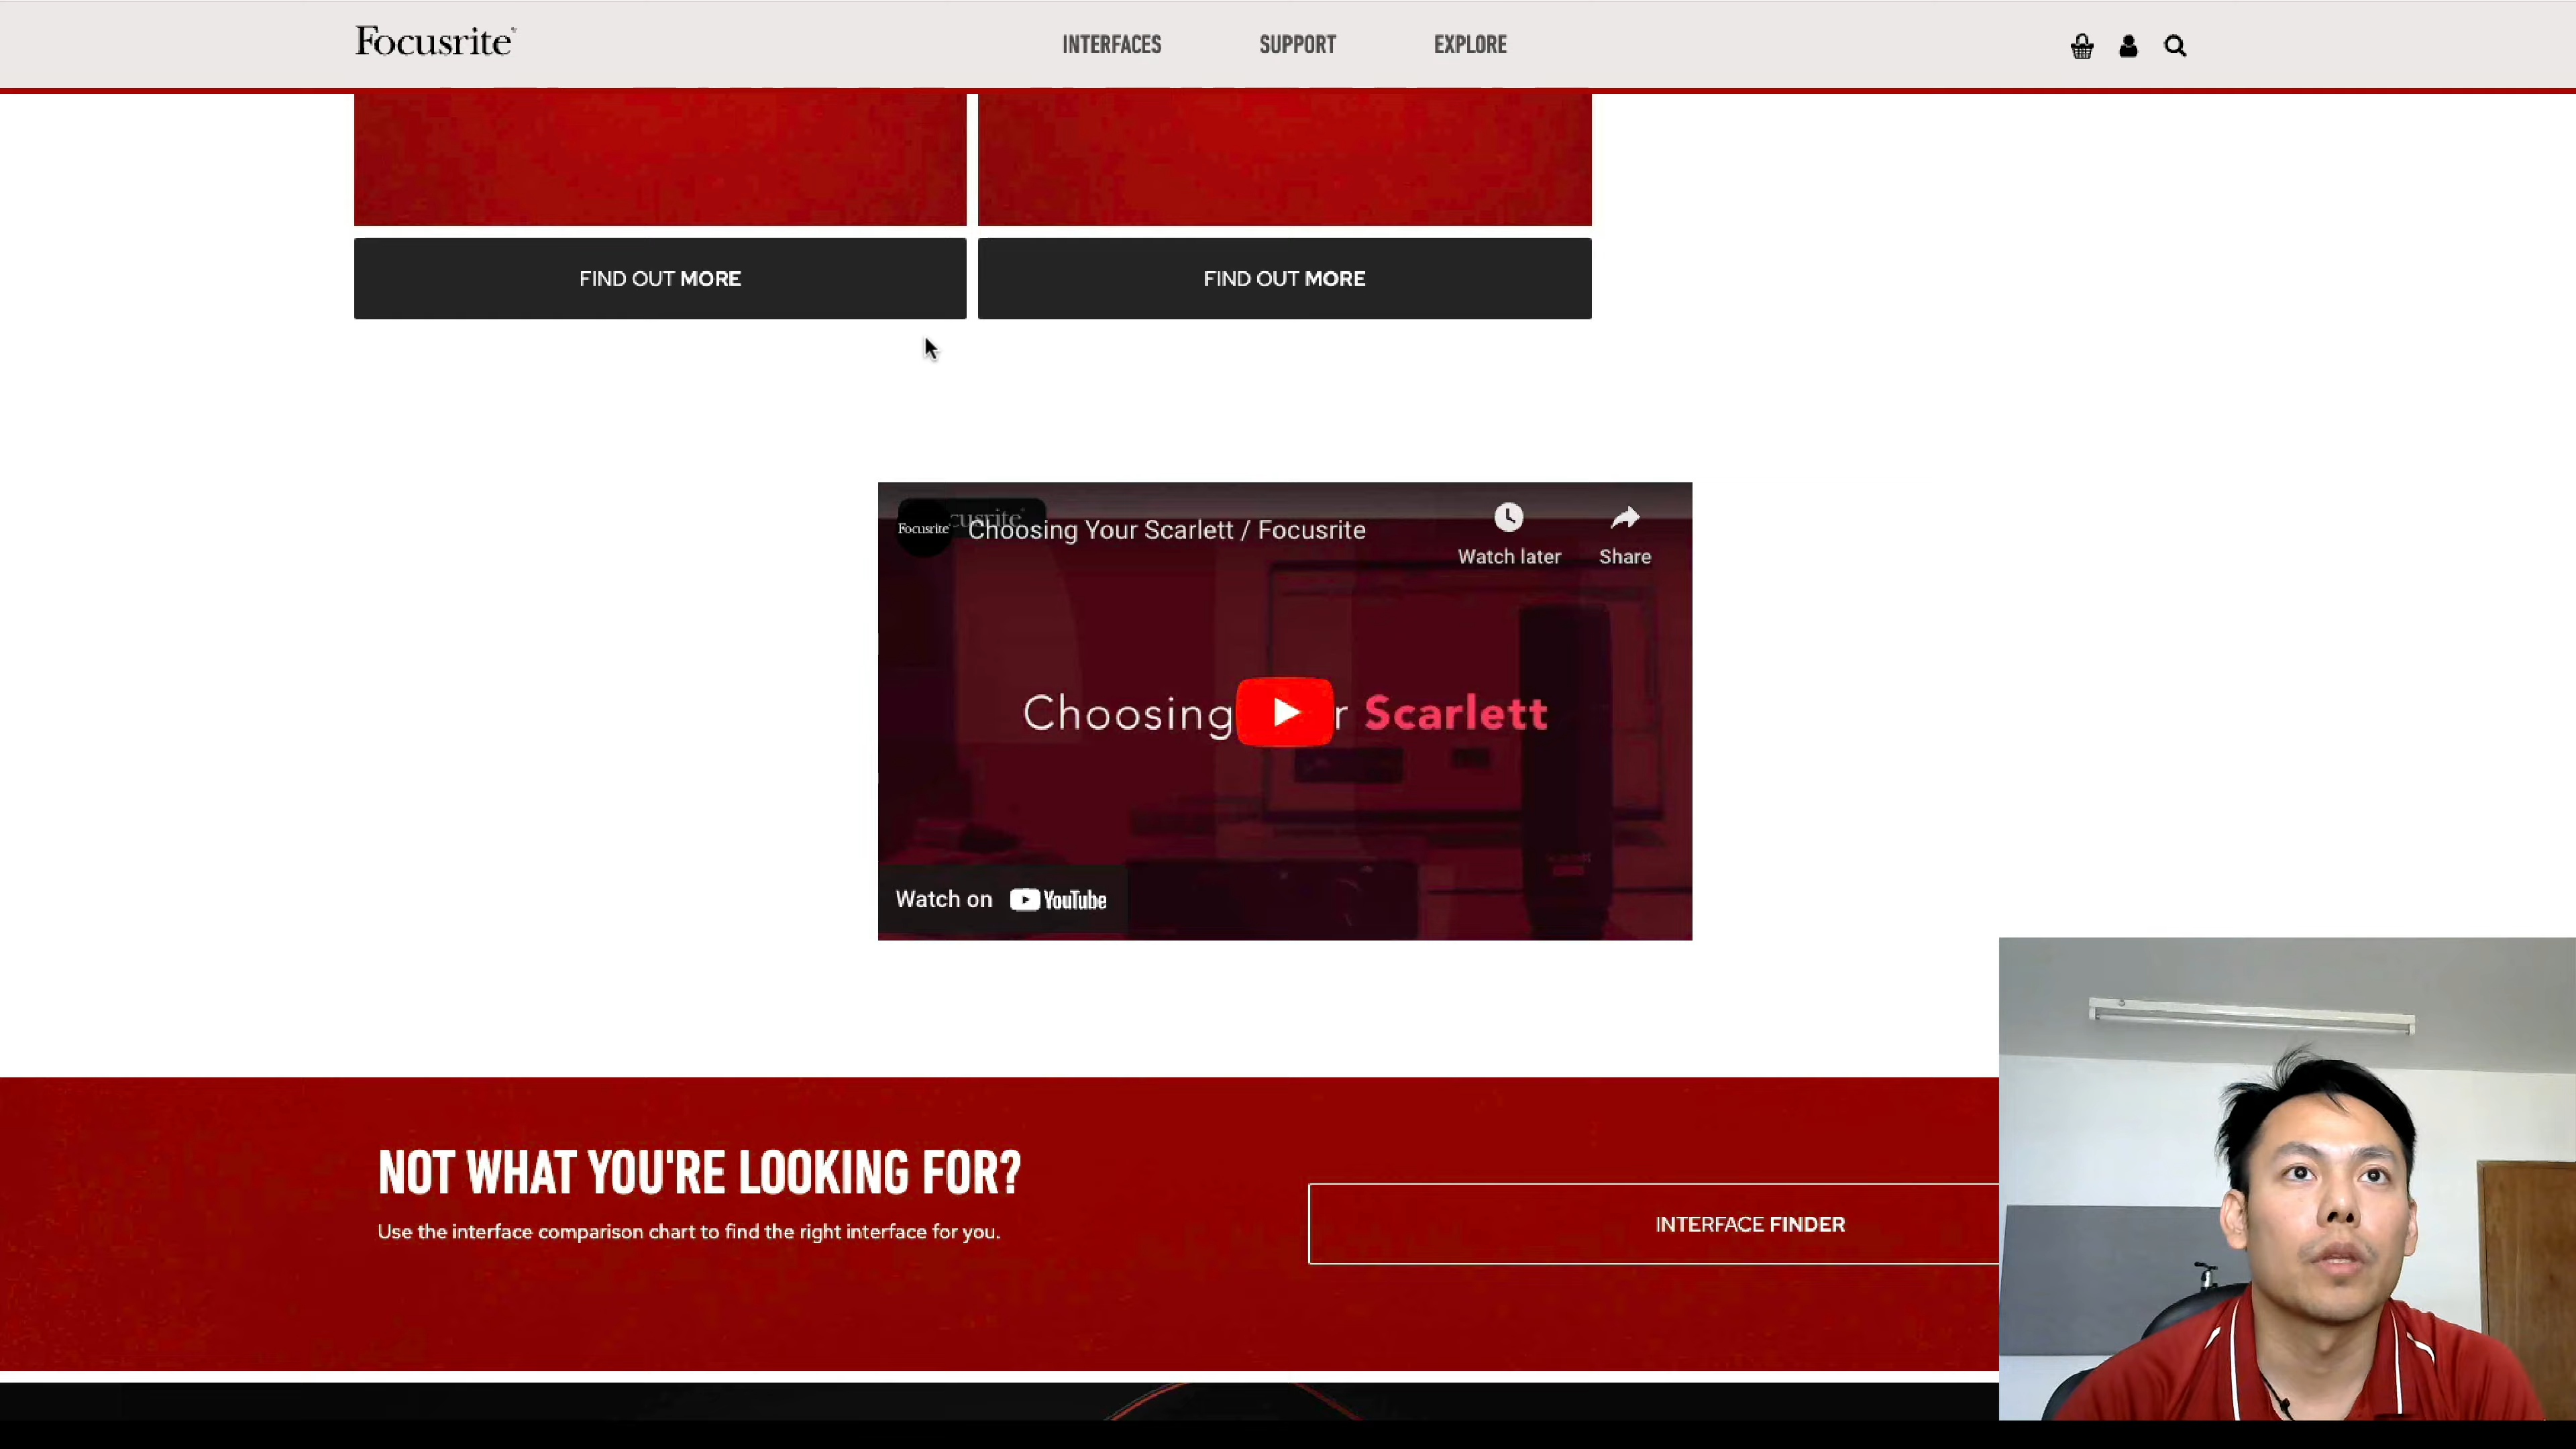 Focusrite
INTERFACES
SUPPORT
EXPLORE
FIND OUT MORE
FIND OUT MORE
Focusrite
Choosing Your Scarlett / Focusrite
Watch later
Share
Choosing r Scarlett
Watch on YouTube
NOT WHAT YOU'RE LOOKING FOR?
Use the interface comparison chart to find the right interface for you.
INTERFACE FINDER